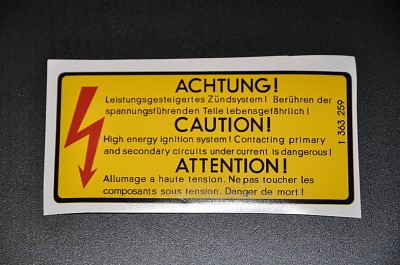 ACHTUNG!
Leistungsgesteigertes Zündsystem! Berühren der
spannungsführenden Teile lebensgefährlich!
CAUTION!
High energy ignition system! Contacting primary
and secondary circuits under current is dangerous!
ATTENTION!
Allumage a haute tension. Ne pas toucher les
composants sous tension. Danger de mort!
1 363 259